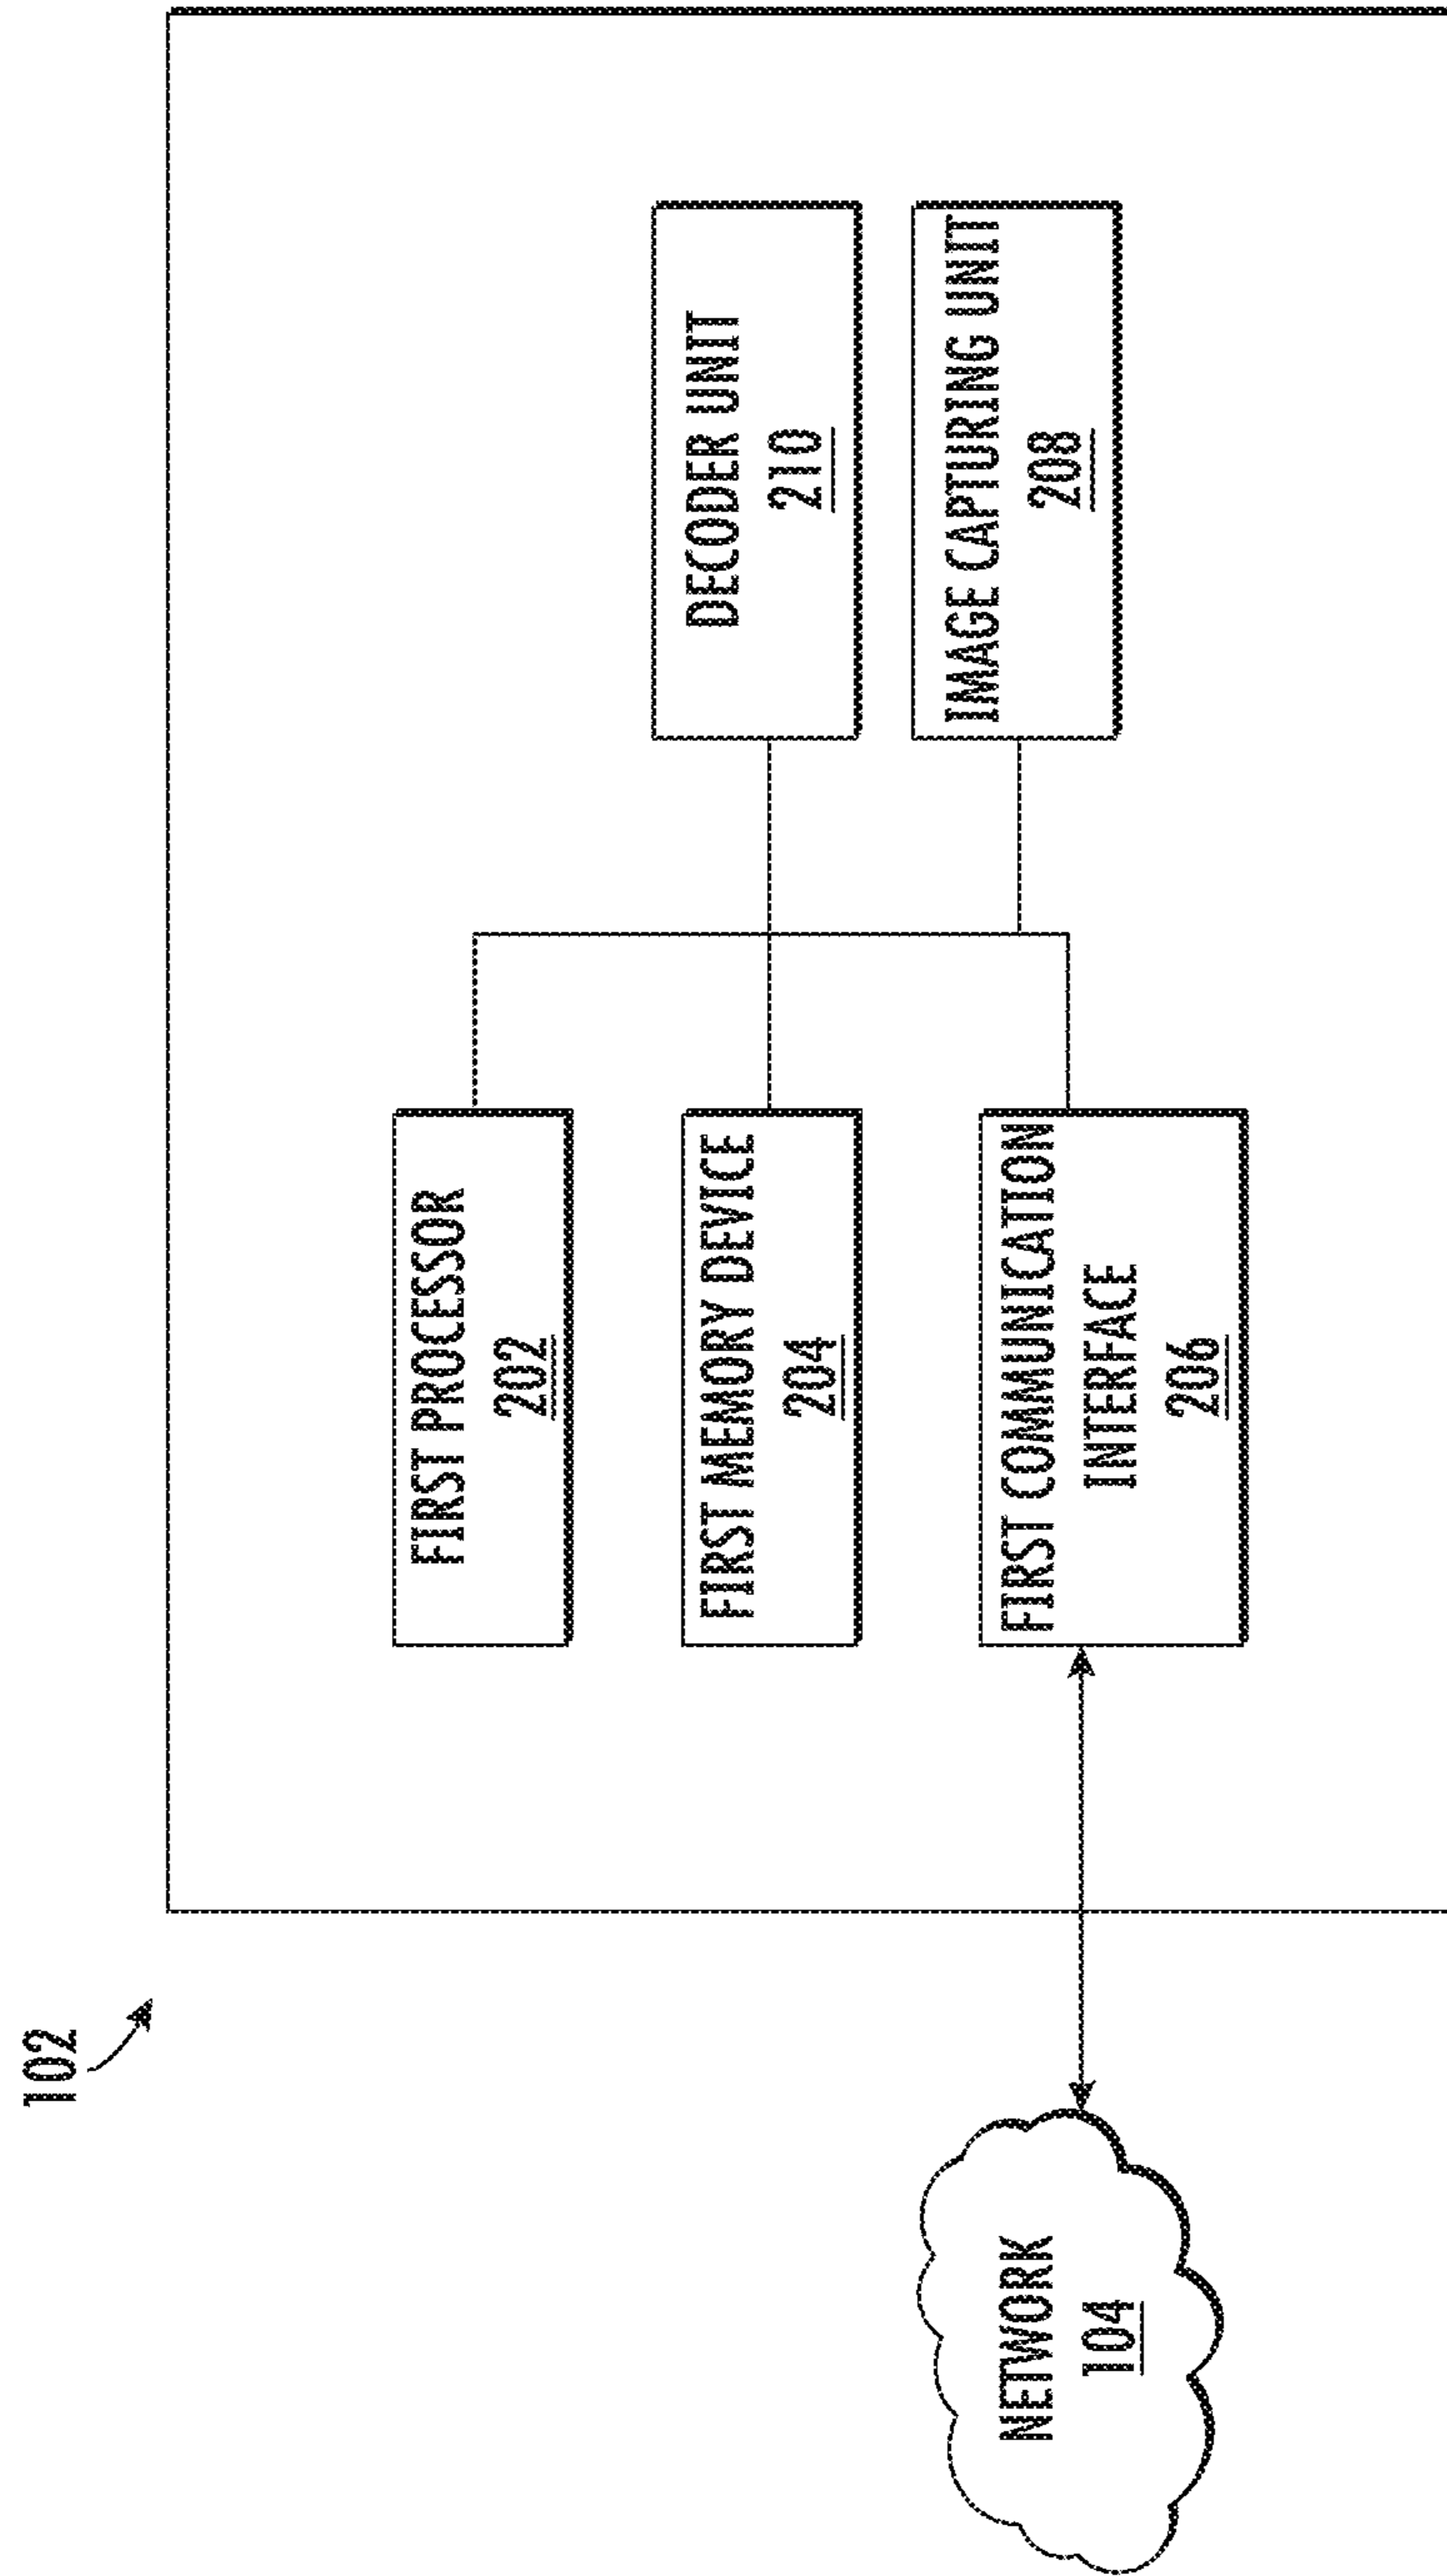 102
FIRST PROCESSOR
202
FIRST MEMORY DEVICE
204
FIRST COMMUNICATION
INTERFACE
206
DECODER UNIT
210
IMAGE CAPTURING UNIT
208
NETWORK
104